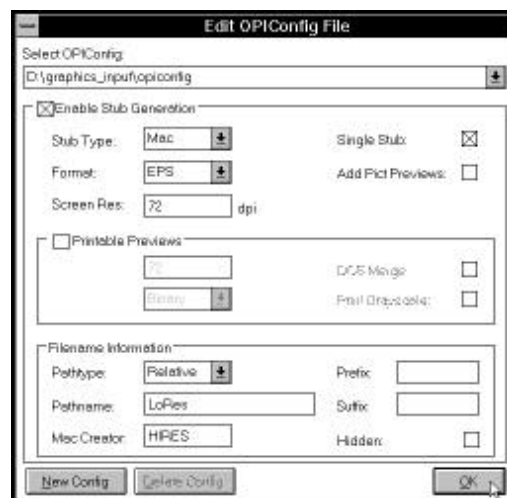 Edit OPIConfig File
Select OPIConfig:
D:\graphics_input\opiconfig
Enable Stub Generation
Stub Type: Mac Single Stub:
Format: EPS Add Pict Previews:
Screen Res: 72 dpi
Printable Previews
72 DCS Merge
Binary Print Grayscale:
Filename Information
Pathtype: Relative Prefix:
Pathname: LoRes Suffix:
Mac Creator: HIRES Hidden:
New Config Delete Config OK